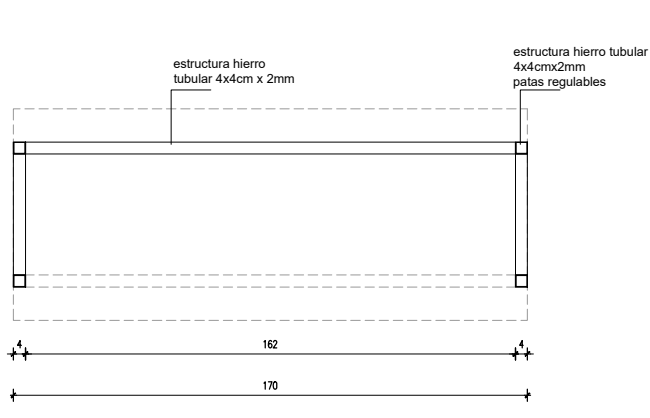 estructura hierro
tubular 4x4cm x 2mm
estructura hierro tubular
4x4cmx2mm
patas regulables
4 162 4
170